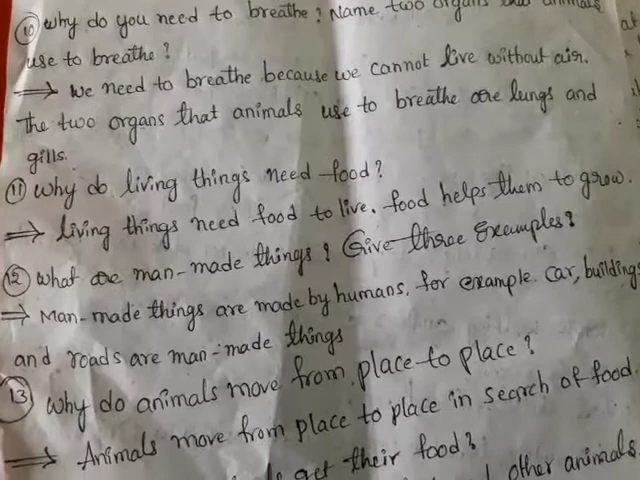 ⑩ Why do you need to breathe? Name two organs that animals
use to breathe?
⇒ We need to breathe because we cannot live without air.
The two organs that animals use to breathe are lungs and
gills.
⑪ Why do living things need food?
⇒ Living things need food to live. food helps them to grow.
⑫ What are man-made things? Give three examples?
⇒ Man-made things are made by humans. for example. Car, buildings
and roads are man-made things
⑬ Why do animals move from place to place?
⇒ Animals move from place to place in search of food.
get their food?
other animals.